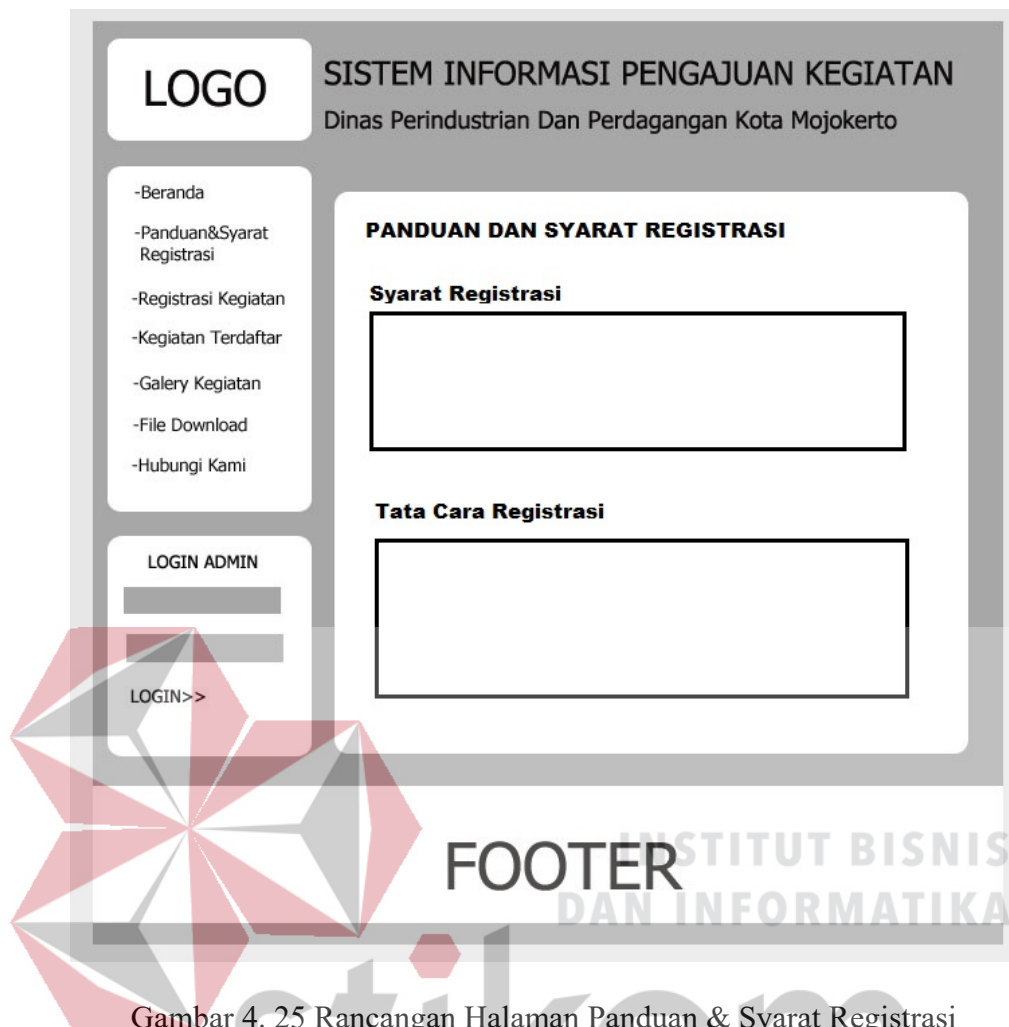 LOGO
SISTEM INFORMASI PENGAJUAN KEGIATAN
Dinas Perindustrian Dan Perdagangan Kota Mojokerto
-Beranda
-Panduan&Syarat
Registrasi
-Registrasi Kegiatan
-Kegiatan Terdaftar
-Galery Kegiatan
-File Download
-Hubungi Kami
LOGIN ADMIN
LOGIN>>
PANDUAN DAN SYARAT REGISTRASI
Syarat Registrasi
Tata Cara Registrasi
FOOTER
INSTITUT BISNIS
DAN INFORMATIKA
stikom
Gambar 4. 25 Rancangan Halaman Panduan & Syarat Registrasi